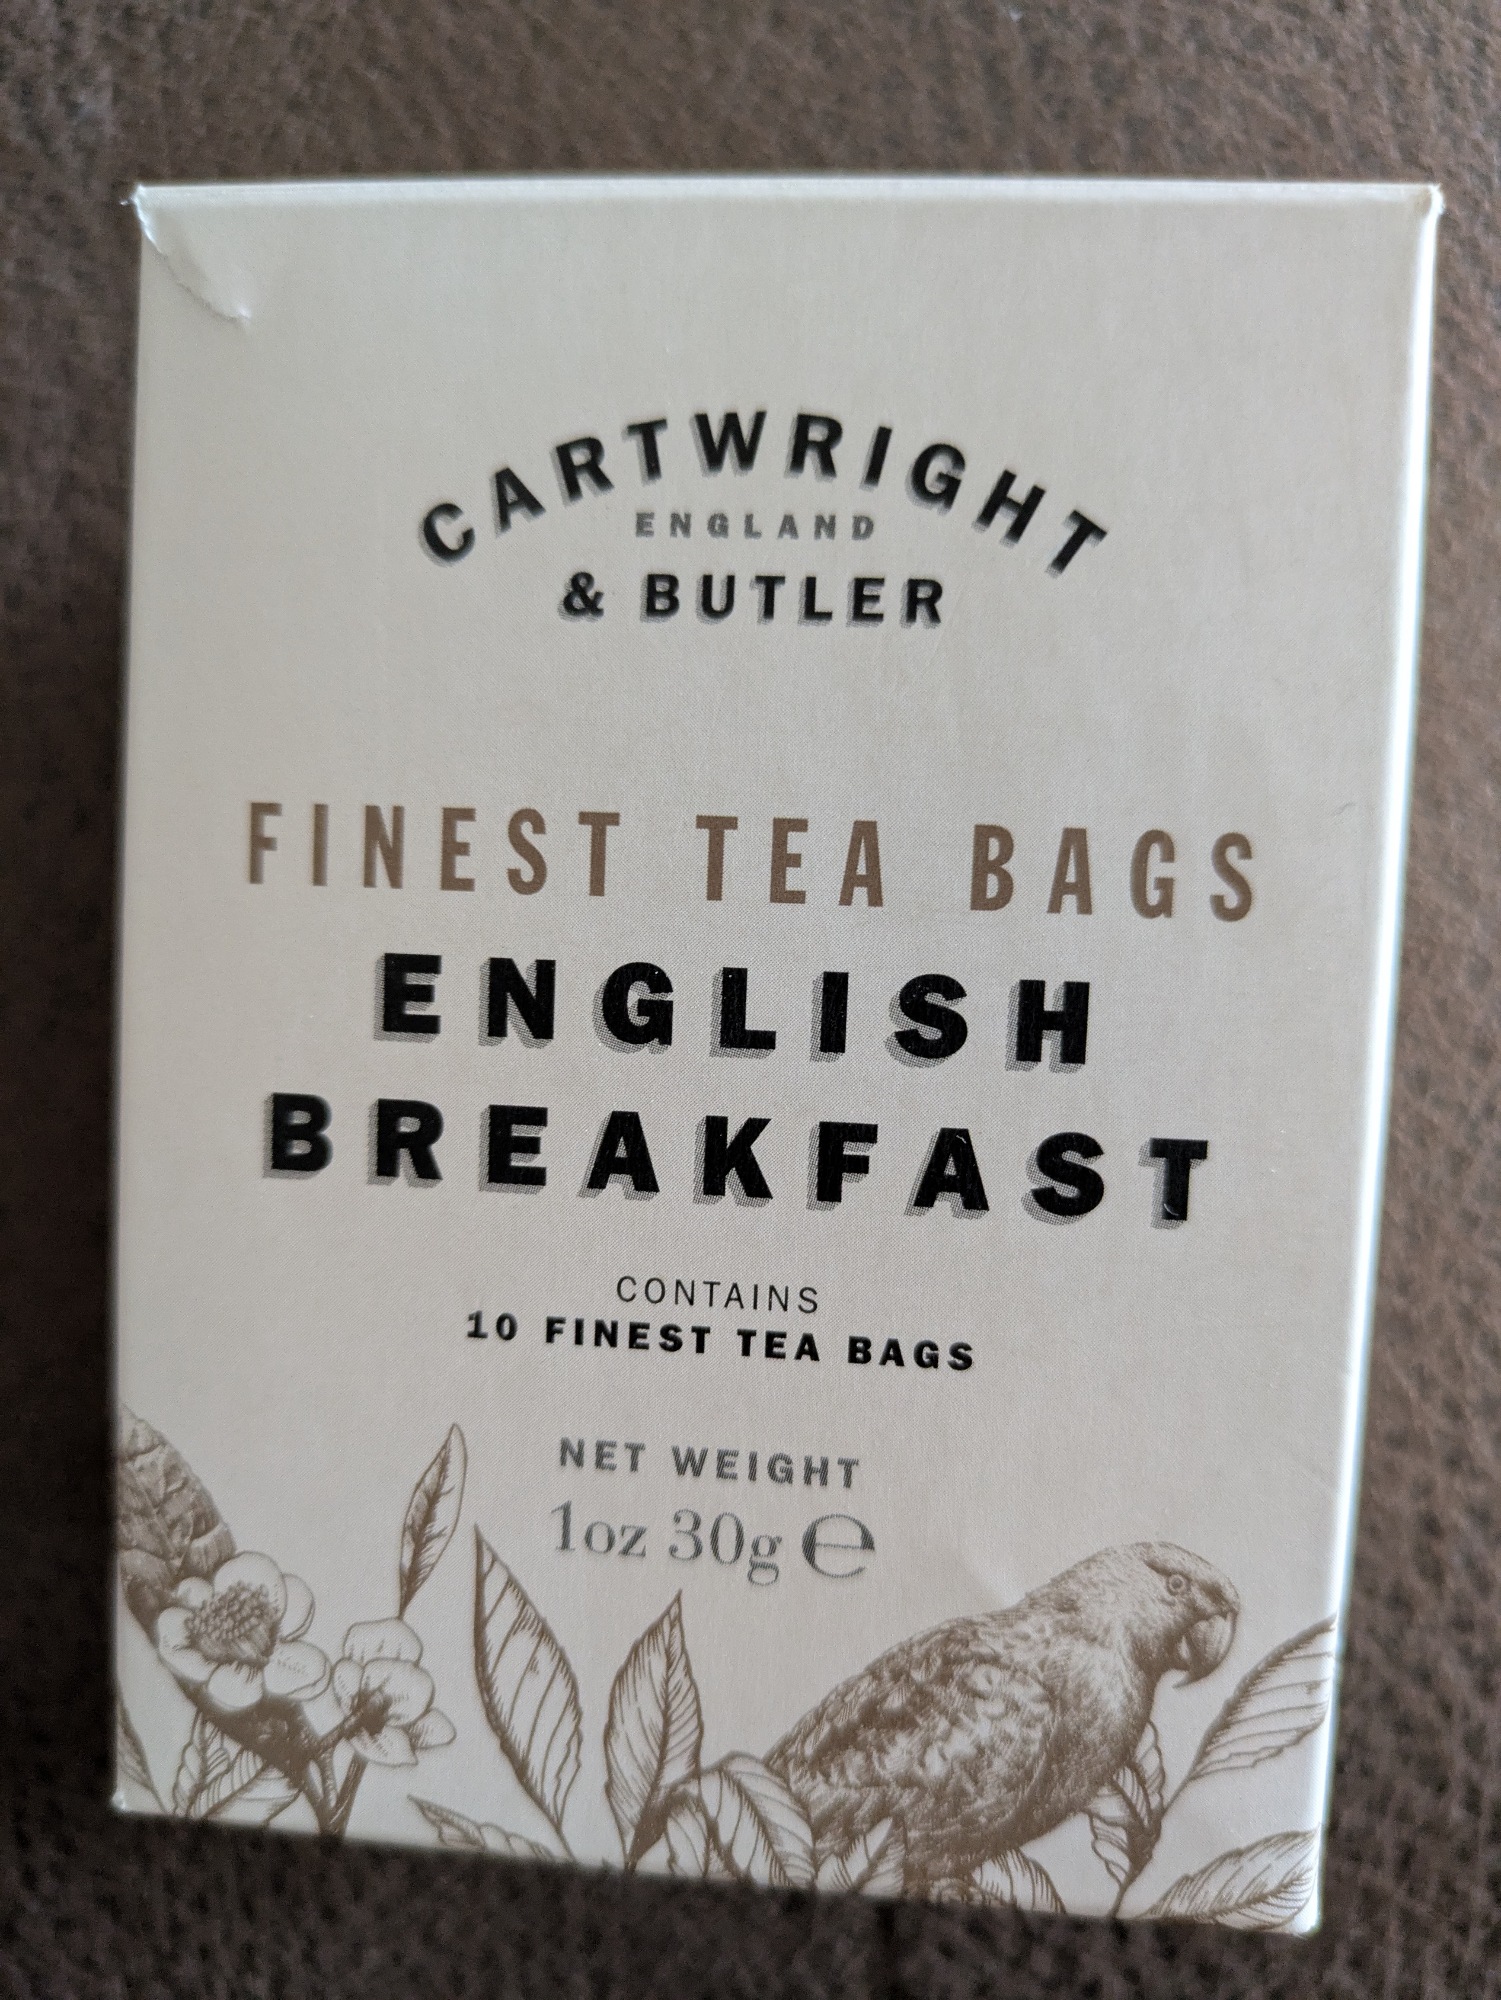 CARTWRIGHT
ENGLAND
& BUTLER
FINEST TEA BAGS
ENGLISH
BREAKFAST
CONTAINS
10 FINEST TEA BAGS
NET WEIGHT
1oz 30g ℮